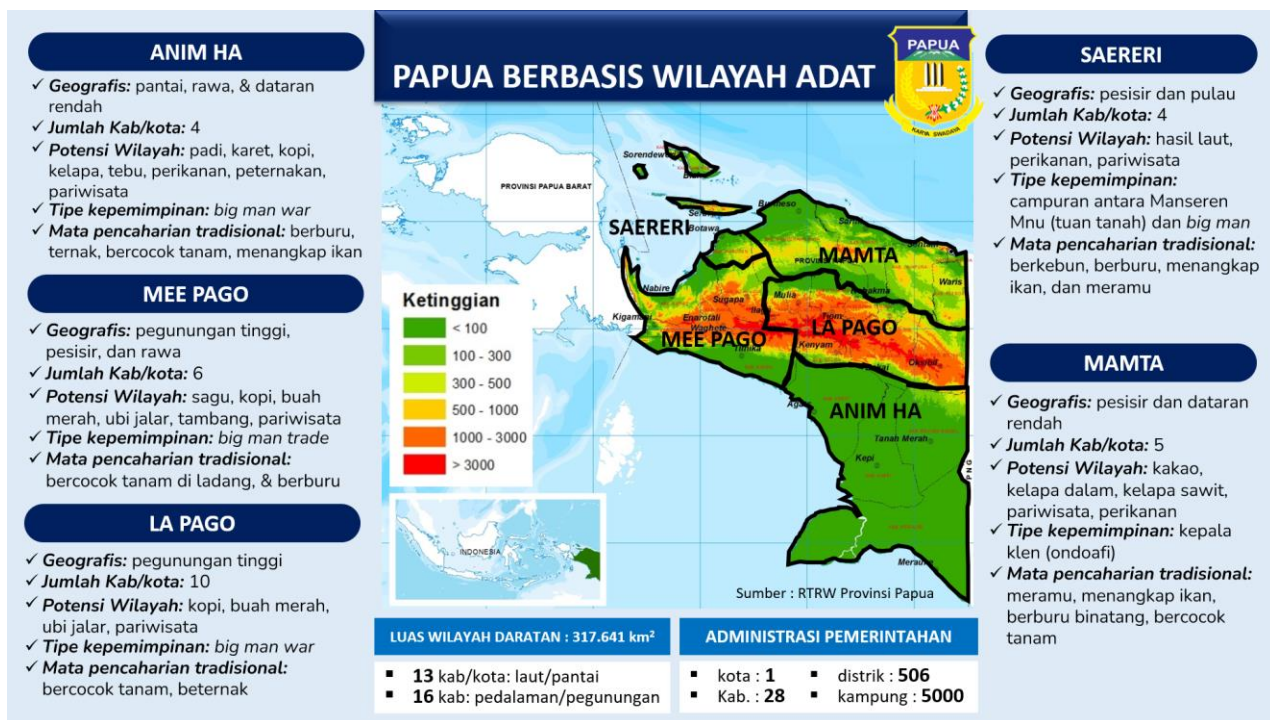 PAPUA BERBASIS WILAYAH ADAT
PAPUA
KARYA SWADAYA
ANIM HA
✓ Geografis: pantai, rawa, & dataran
rendah
✓ Jumlah Kab/kota: 4
✓ Potensi Wilayah: padi, karet, kopi,
kelapa, tebu, perikanan, peternakan,
pariwisata
✓ Tipe kepemimpinan: big man war
✓ Mata pencaharian tradisional: berburu,
ternak, bercocok tanam, menangkap ikan
MEE PAGO
✓ Geografis: pegunungan tinggi,
pesisir, dan rawa
✓ Jumlah Kab/kota: 6
✓ Potensi Wilayah: sagu, kopi, buah
merah, ubi jalar, tambang, pariwisata
✓ Tipe kepemimpinan: big man trade
✓ Mata pencaharian tradisional:
bercocok tanam di ladang, & berburu
LA PAGO
✓ Geografis: pegunungan tinggi
✓ Jumlah Kab/kota: 10
✓ Potensi Wilayah: kopi, buah merah,
ubi jalar, pariwisata
✓ Tipe kepemimpinan: big man war
✓ Mata pencaharian tradisional:
bercocok tanam, beternak
PROVINSI PAPUA BARAT
SAERERI
Botawa
MAMTA
Waris
Nabire
Sugapa
Mulia
Enarotali
LA PAGO
MEE PAGO
Kenyam
ANIM HA
Tanah Merah
Kepi
PNG
Ketinggian
< 100
100 - 300
300 - 500
500 - 1000
1000 - 3000
> 3000
INDONESIA
Sumber : RTRW Provinsi Papua
LUAS WILAYAH DARATAN : 317.641 km²
▪ 13 kab/kota: laut/pantai
▪ 16 kab: pedalaman/pegunungan
ADMINISTRASI PEMERINTAHAN
▪ kota : 1 ▪ distrik : 506
▪ Kab. : 28 ▪ kampung : 5000
SAERERI
✓ Geografis: pesisir dan pulau
✓ Jumlah Kab/kota: 4
✓ Potensi Wilayah: hasil laut,
perikanan, pariwisata
✓ Tipe kepemimpinan:
campuran antara Manseren
Mnu (tuan tanah) dan big man
✓ Mata pencaharian tradisional:
berkebun, berburu, menangkap
ikan, dan meramu
MAMTA
✓ Geografis: pesisir dan dataran
rendah
✓ Jumlah Kab/kota: 5
✓ Potensi Wilayah: kakao,
kelapa dalam, kelapa sawit,
pariwisata, perikanan
✓ Tipe kepemimpinan: kepala
klen (ondoafi)
✓ Mata pencaharian tradisional:
meramu, menangkap ikan,
berburu binatang, bercocok
tanam